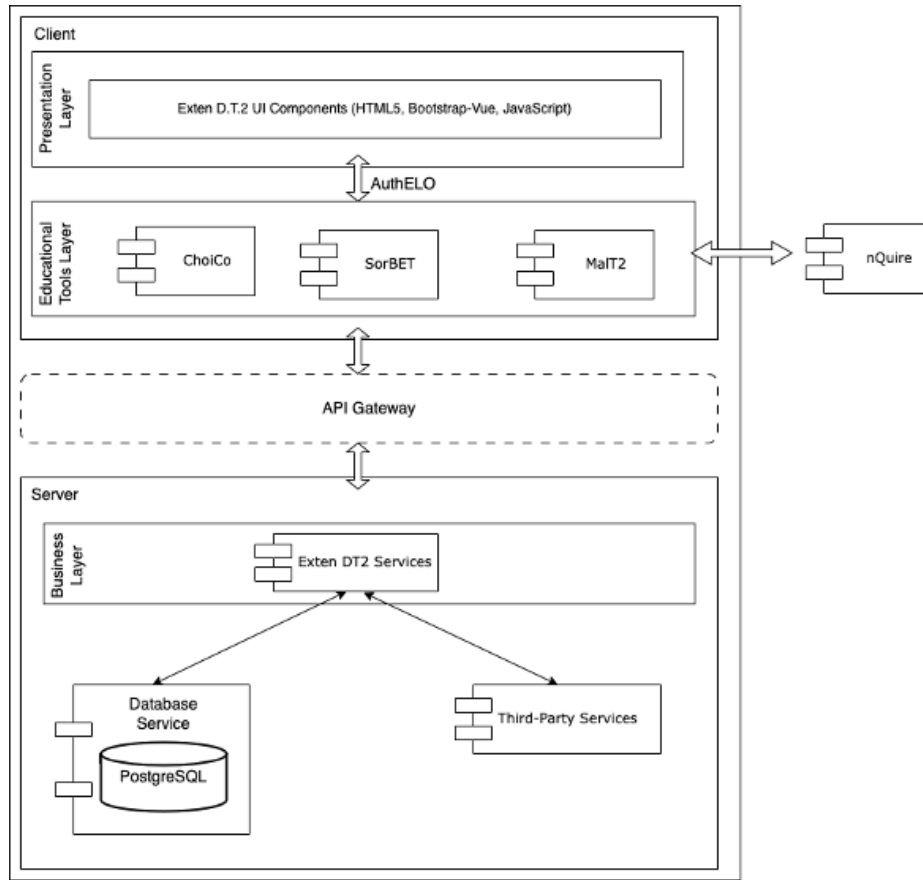 Client
Presentation
Layer
Exten D.T.2 UI Components (HTML5, Bootstrap-Vue, JavaScript)
AuthELO
Educational
Tools Layer
ChoiCo
SorBET
MalT2
nQuire
API Gateway
Server
Business
Layer
Exten DT2 Services
Database
Service
PostgreSQL
Third-Party Services